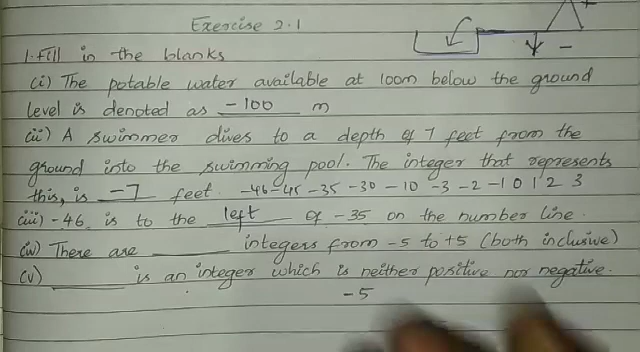 Exercise 2.1
1. Fill in the blanks
(i) The potable water available at 100m below the ground
level is denoted as -100 m
(ii) A swimmer dives to a depth of 7 feet from the
ground into the swimming pool. The integer that represents
this, is -7 feet. -46 -45 -35 -30 -10 -3 -2 -1 0 1 2 3
(iii) -46 is to the left of -35 on the number line.
(iv) There are ______ integers from -5 to +5 (both inclusive)
(v) ______ is an integer which is neither positive nor negative.
-5
+
-